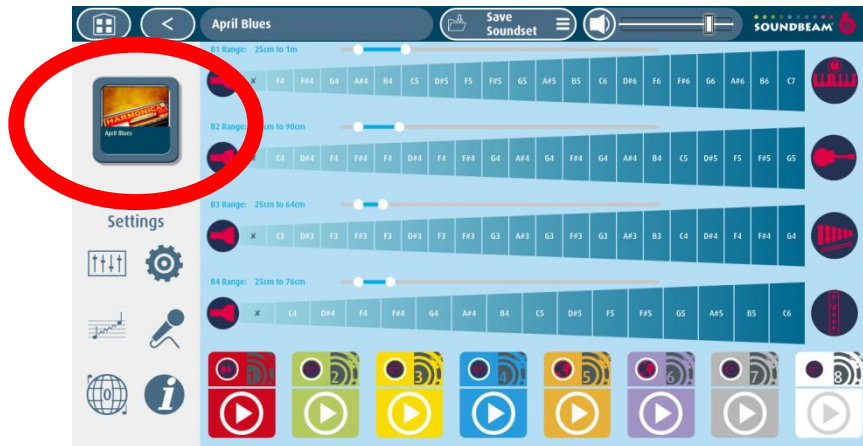 April Blues
Save
Soundset
SOUNDBEAM 6
B1 Range: 25cm to 1m
x F4 F#4 G4 A#4 B4 C5 D#5 F5 F#5 G5 A#5 B5 C6 D#6 F6 F#6 G6 A#6 B6 C7
HARMONICA
April Blues
B2 Range: 25cm to 90cm
x C4 D#4 F4 F#4 F4 D#4 F4 F#4 G4 A#4 G4 F#4 G4 A#4 B4 C5 D#5 F5 F#5 G5
B3 Range: 25cm to 64cm
Settings
x C3 D#3 F3 F#3 F3 D#3 F3 F#3 G3 A#3 G3 F#3 G3 A#3 B3 C4 D#4 F4 F#4 G4
B4 Range: 25cm to 76cm
x C4 D#4 F4 F#4 G4 A#4 B4 C5 D#5 F5 F#5 G5 A#5 B5 C6
1 2 3 4 5 6 7 8
0 i